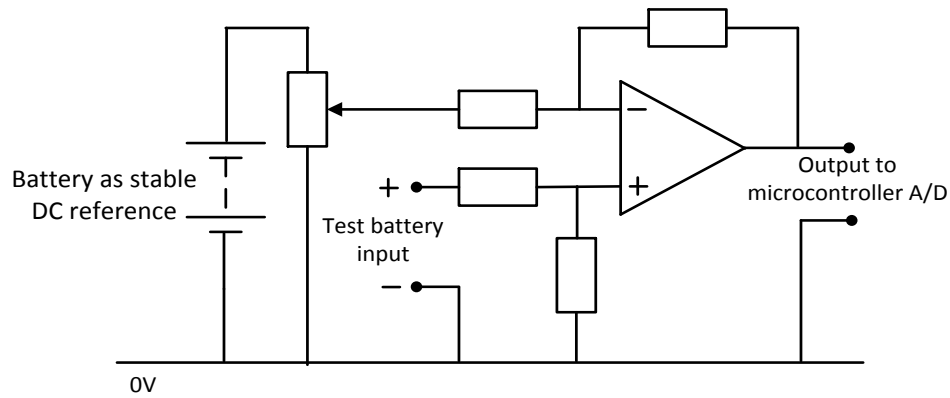 Battery as stable
DC reference
+
Test battery
input
−
−
+
Output to
microcontroller A/D
0V